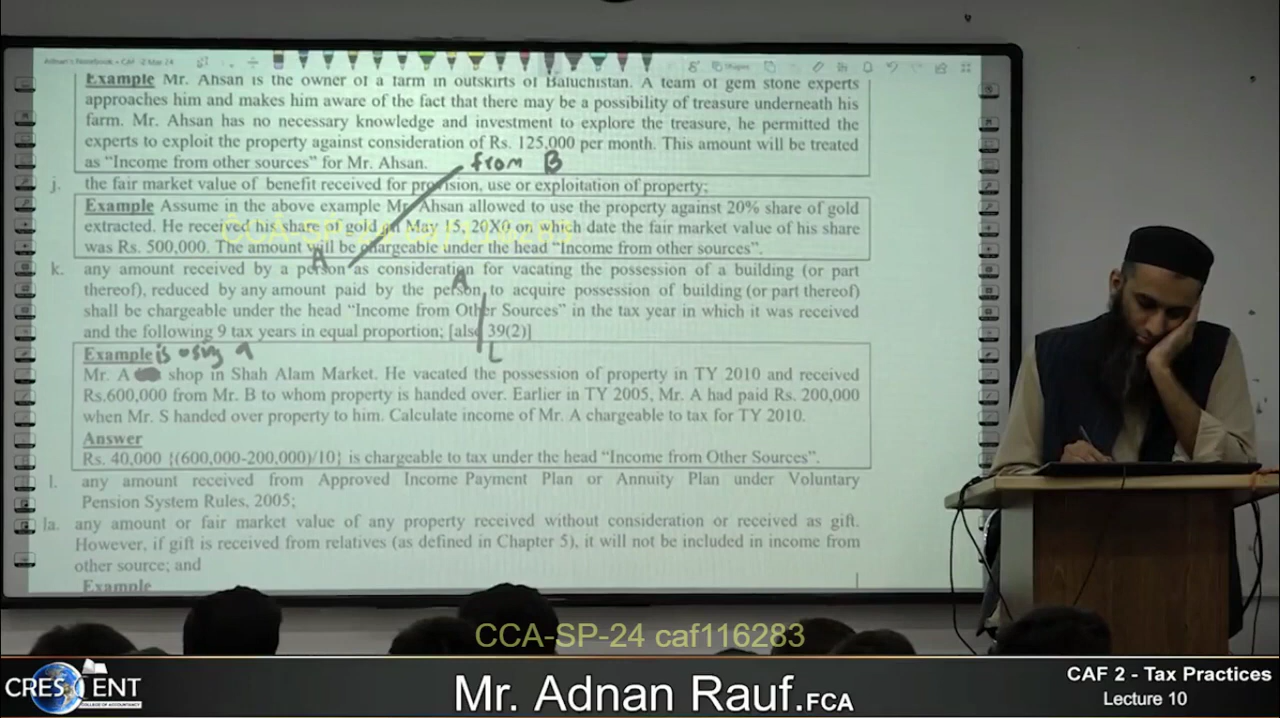 Adnan's Notebook • CAF -2 Mar 24
Example Mr. Ahsan is the owner of a farm in outskirts of Baluchistan. A team of gem stone experts
approaches him and makes him aware of the fact that there may be a possibility of treasure underneath his
farm. Mr. Ahsan has no necessary knowledge and investment to explore the treasure, he permitted the
experts to exploit the property against consideration of Rs. 125,000 per month. This amount will be treated
as “Income from other sources” for Mr. Ahsan.
from B
j. the fair market value of benefit received for provision, use or exploitation of property;
Example Assume in the above example Mr. Ahsan allowed to use the property against 20% share of gold
extracted. He received his share of gold on May 15, 20X0 on which date the fair market value of his share
was Rs. 500,000. The amount will be chargeable under the head “Income from other sources”.
A
k. any amount received by a person as consideration for vacating the possession of a building (or part
A
thereof), reduced by any amount paid by the person, to acquire possession of building (or part thereof)
shall be chargeable under the head “Income from Other Sources” in the tax year in which it was received
and the following 9 tax years in equal proportion; [also 39(2)]
Example is using a
Mr. A shop in Shah Alam Market. He vacated the possession of property in TY 2010 and received
Rs.600,000 from Mr. B to whom property is handed over. Earlier in TY 2005, Mr. A had paid Rs. 200,000
when Mr. S handed over property to him. Calculate income of Mr. A chargeable to tax for TY 2010.
Answer
Rs. 40,000 {(600,000-200,000)/10} is chargeable to tax under the head “Income from Other Sources”.
l. any amount received from Approved Income Payment Plan or Annuity Plan under Voluntary
Pension System Rules, 2005;
la. any amount or fair market value of any property received without consideration or received as gift.
However, if gift is received from relatives (as defined in Chapter 5), it will not be included in income from
other source; and
Example
CCA-SP-24 caf116283
CRESCENT
COLLEGE OF ACCOUNTANCY
Mr. Adnan Rauf.FCA
CAF 2 - Tax Practices
Lecture 10